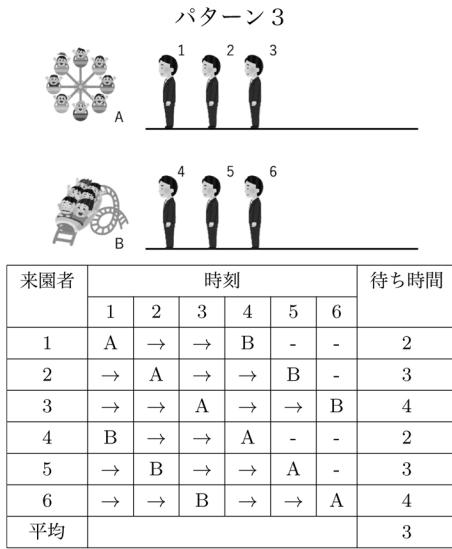 パターン３
1 2 3
A
4 5 6
B
来園者 時刻 待ち時間
1 2 3 4 5 6
1 A → → B - - 2
2 → A → → B - 3
3 → → A → → B 4
4 B → → A - - 2
5 → B → → A - 3
6 → → B → → A 4
平均 3